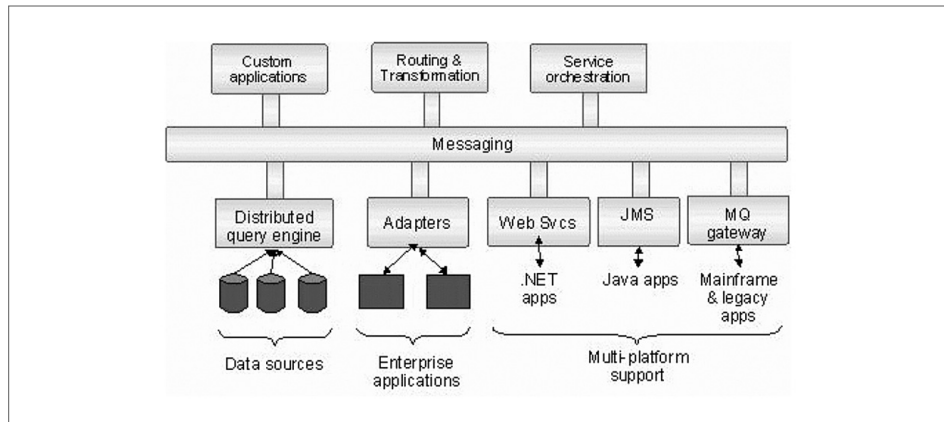 Custom
applications
Routing &
Transformation
Service
orchestration
Messaging
Distributed
query engine
Adapters
Web Svcs
JMS
MQ
gateway
.NET
apps
Java apps
Mainframe
& legacy
apps
Data sources
Enterprise
applications
Multi-platform
support